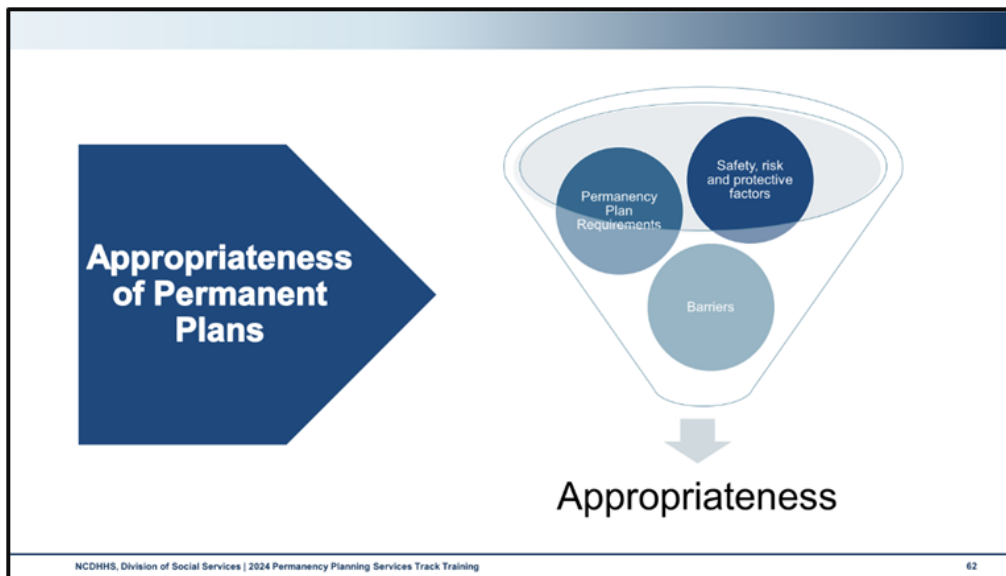 Appropriateness
of Permanent
Plans
Permanency
Plan
Requirements
Safety, risk
and protective
factors
Barriers
Appropriateness
NCDHHS, Division of Social Services | 2024 Permanency Planning Services Track Training
62